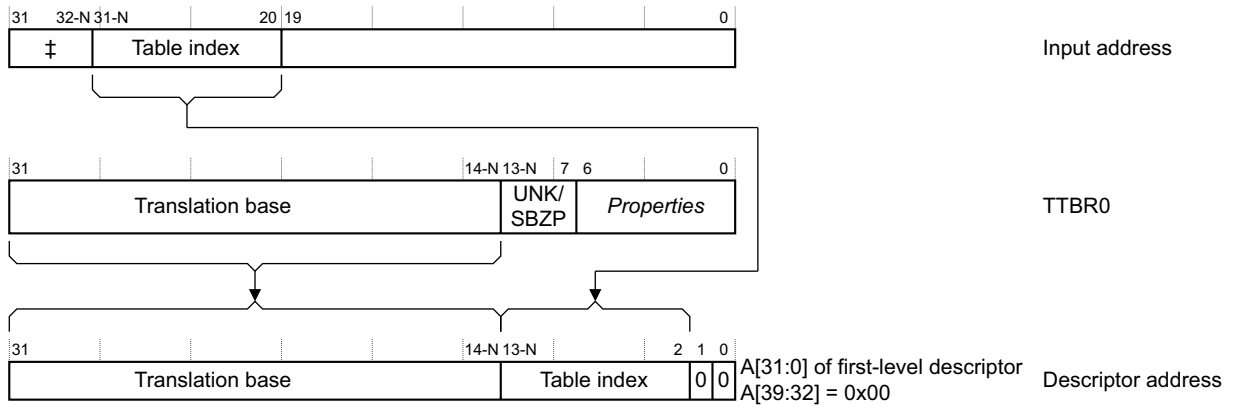 31 32-N 31-N 20 19 0
‡ Table index Input address
31 14-N 13-N 7 6 0
Translation base UNK/ SBZP Properties TTBR0
31 14-N 13-N 2 1 0
Translation base Table index 0 0 A[31:0] of first-level descriptor
A[39:32] = 0x00 Descriptor address